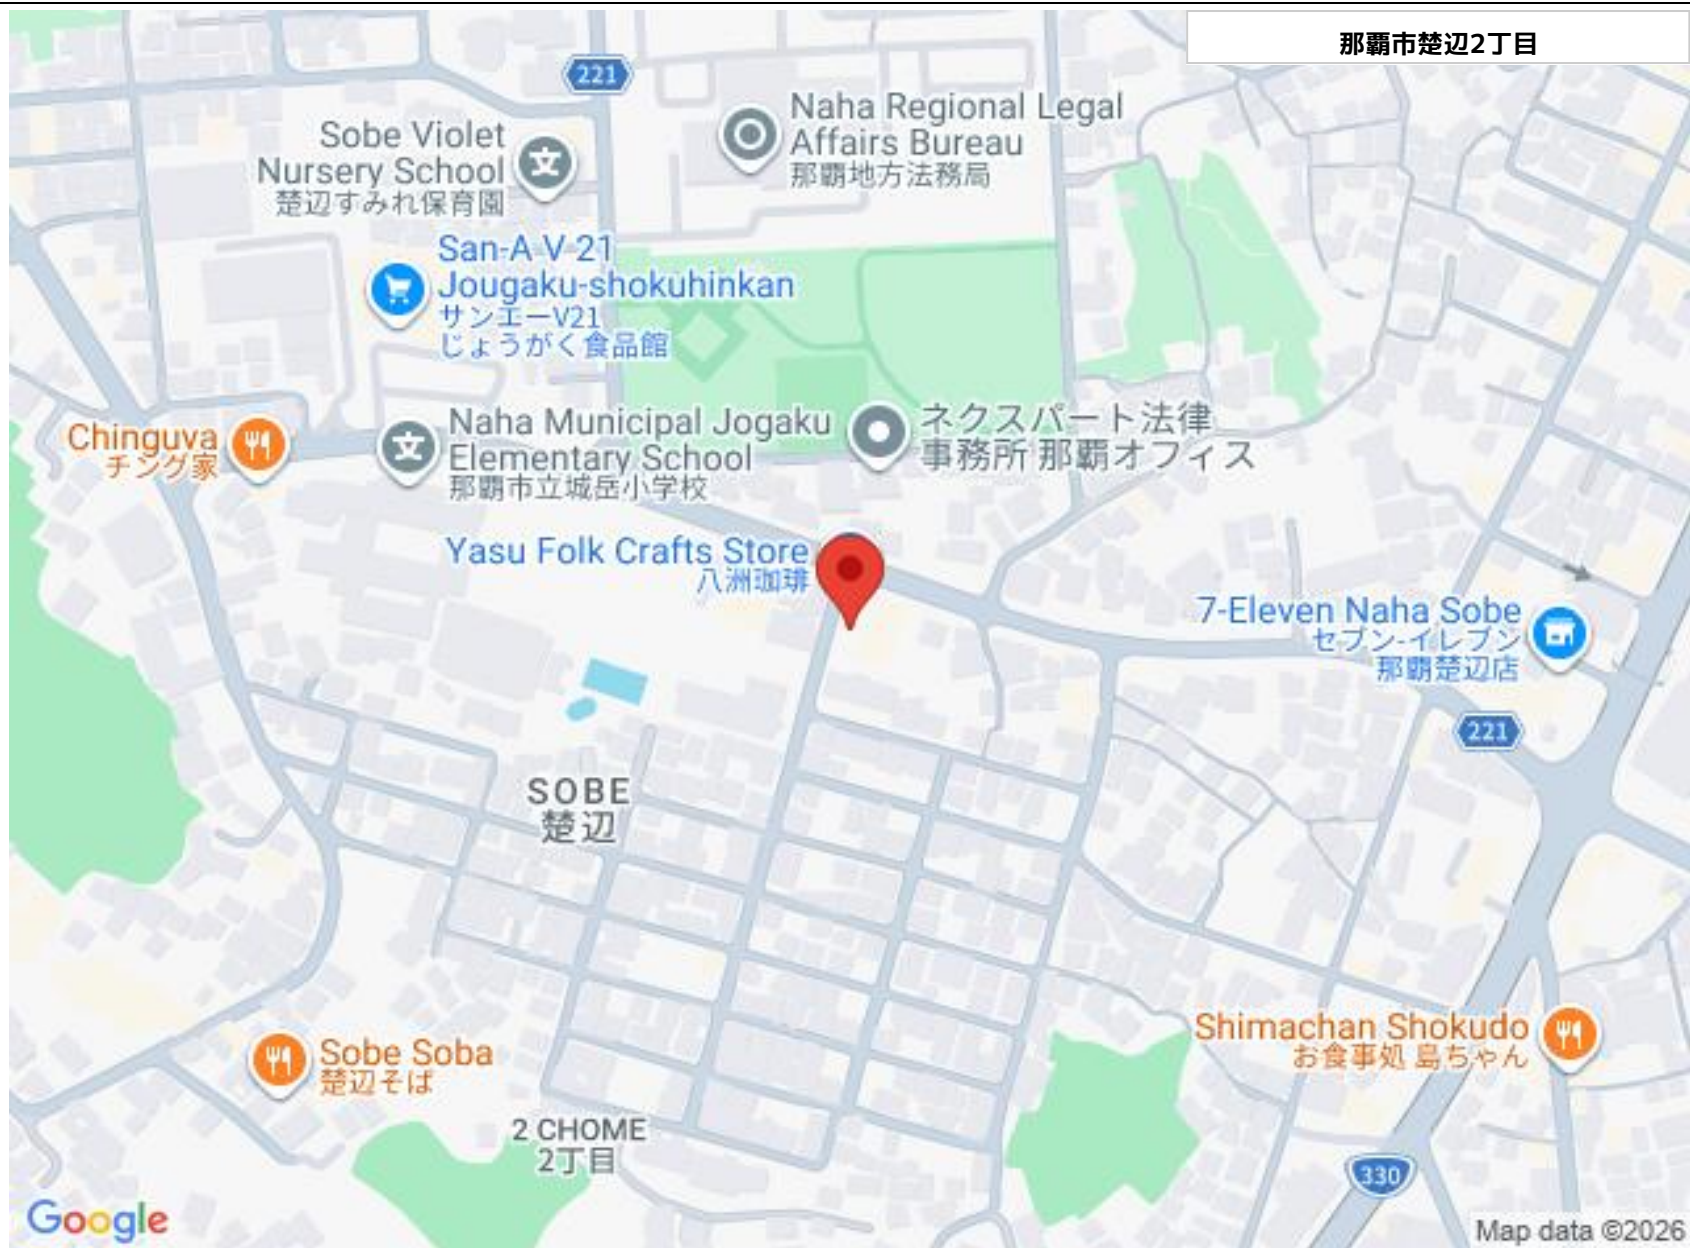 那覇市楚辺2丁目
221
Naha Regional Legal
Affairs Bureau
那覇地方法務局
Sobe Violet
Nursery School
楚辺すみれ保育園
San-A V 21
Jougaku-shokuhinkan
サンエーV21
じょうがく食品館
Chinguva
チング家
Naha Municipal Jogaku
Elementary School
那覇市立城岳小学校
ネクスパート法律
事務所 那覇オフィス
Yasu Folk Crafts Store
八洲珈琲
7-Eleven Naha Sobe
セブン-イレブン
那覇楚辺店
221
SOBE
楚辺
Shimachan Shokudo
お食事処 島ちゃん
Sobe Soba
楚辺そば
2 CHOME
2丁目
330
Google
Map data ©2026